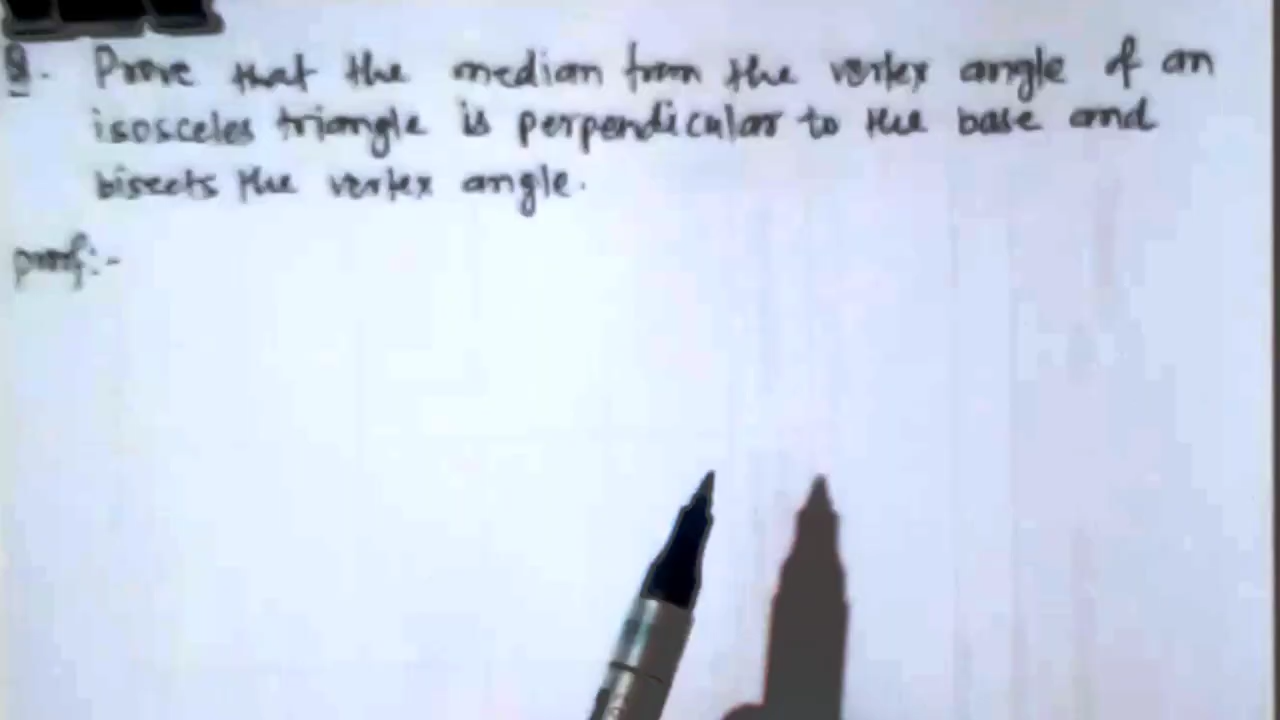 Q. Prove that the median from the vertex angle of an
isosceles triangle is perpendicular to the base and
bisects the vertex angle.
proof:-